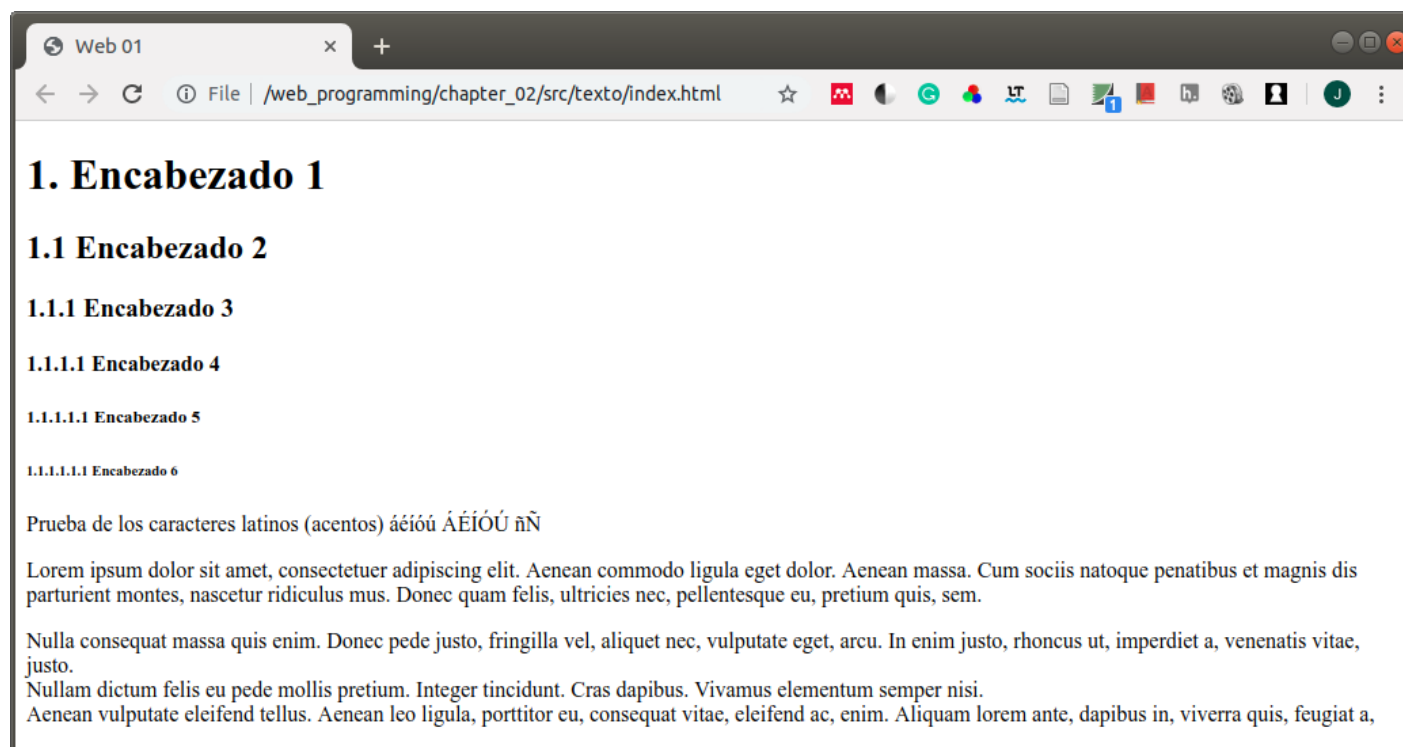 Web 01
File | /web_programming/chapter_02/src/texto/index.html
1
h.
J
1. Encabezado 1
1.1 Encabezado 2
1.1.1 Encabezado 3
1.1.1.1 Encabezado 4
1.1.1.1.1 Encabezado 5
1.1.1.1.1.1 Encabezado 6
Prueba de los caracteres latinos (acentos) áéíóú ÁÉÍÓÚ ñÑ
Lorem ipsum dolor sit amet, consectetuer adipiscing elit. Aenean commodo ligula eget dolor. Aenean massa. Cum sociis natoque penatibus et magnis dis
parturient montes, nascetur ridiculus mus. Donec quam felis, ultricies nec, pellentesque eu, pretium quis, sem.
Nulla consequat massa quis enim. Donec pede justo, fringilla vel, aliquet nec, vulputate eget, arcu. In enim justo, rhoncus ut, imperdiet a, venenatis vitae,
justo.
Nullam dictum felis eu pede mollis pretium. Integer tincidunt. Cras dapibus. Vivamus elementum semper nisi.
Aenean vulputate eleifend tellus. Aenean leo ligula, porttitor eu, consequat vitae, eleifend ac, enim. Aliquam lorem ante, dapibus in, viverra quis, feugiat a,